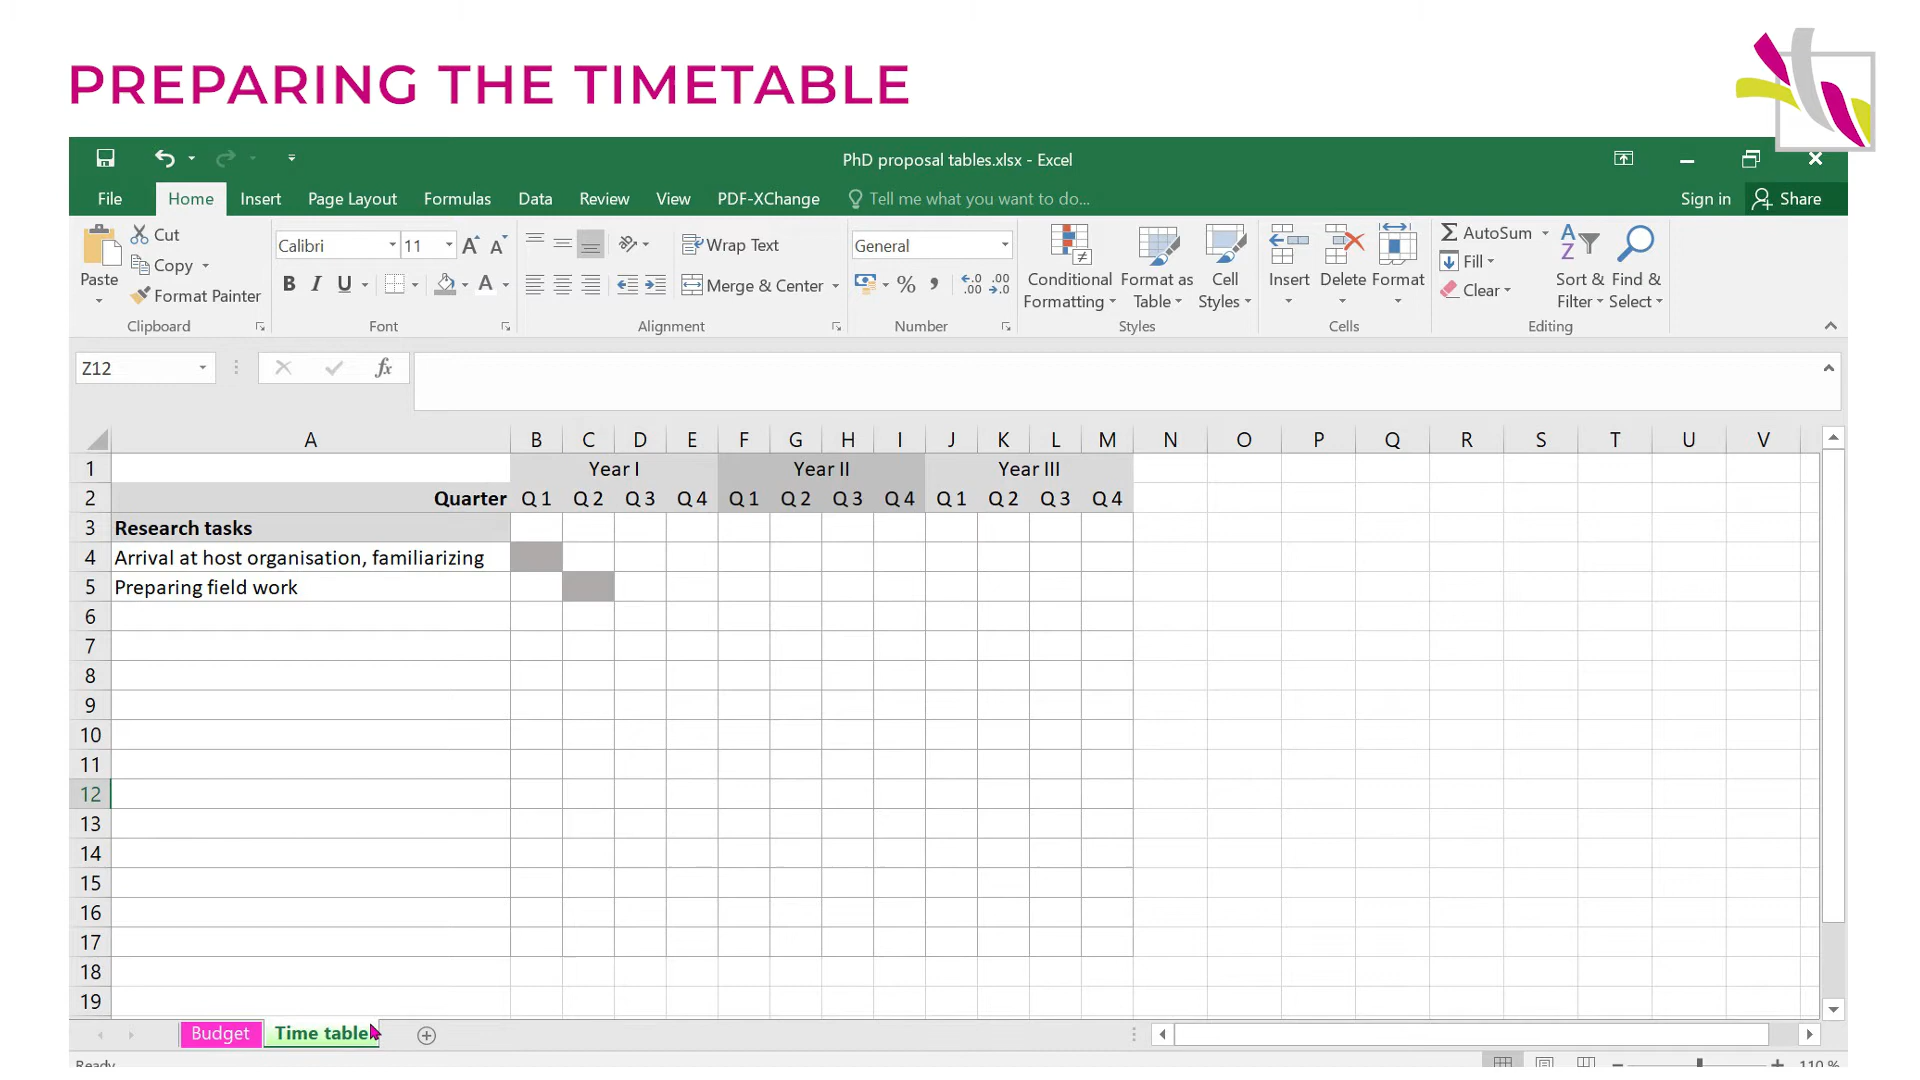 PREPARING THE TIMETABLE
PhD proposal tables.xlsx - Excel
File Home Insert Page Layout Formulas Data Review View PDF-XChange Tell me what you want to do... Sign in Share
Paste
Cut
Copy
Format Painter
Clipboard
Calibri 11
B I U
Font
Wrap Text
Merge & Center
Alignment
General
Number
Conditional Formatting
Format as Table
Cell Styles
Styles
Insert Delete Format
Cells
AutoSum
Fill
Clear
Sort & Filter
Find & Select
Editing
Z12 fx
A B C D E F G H I J K L M N O P Q R S T U V
1 Year I Year II Year III
2 Quarter Q 1 Q 2 Q 3 Q 4 Q 1 Q 2 Q 3 Q 4 Q 1 Q 2 Q 3 Q 4
3 Research tasks
4 Arrival at host organisation, familiarizing
5 Preparing field work
6
7
8
9
10
11
12
13
14
15
16
17
18
19
Budget Time table
Ready 110 %